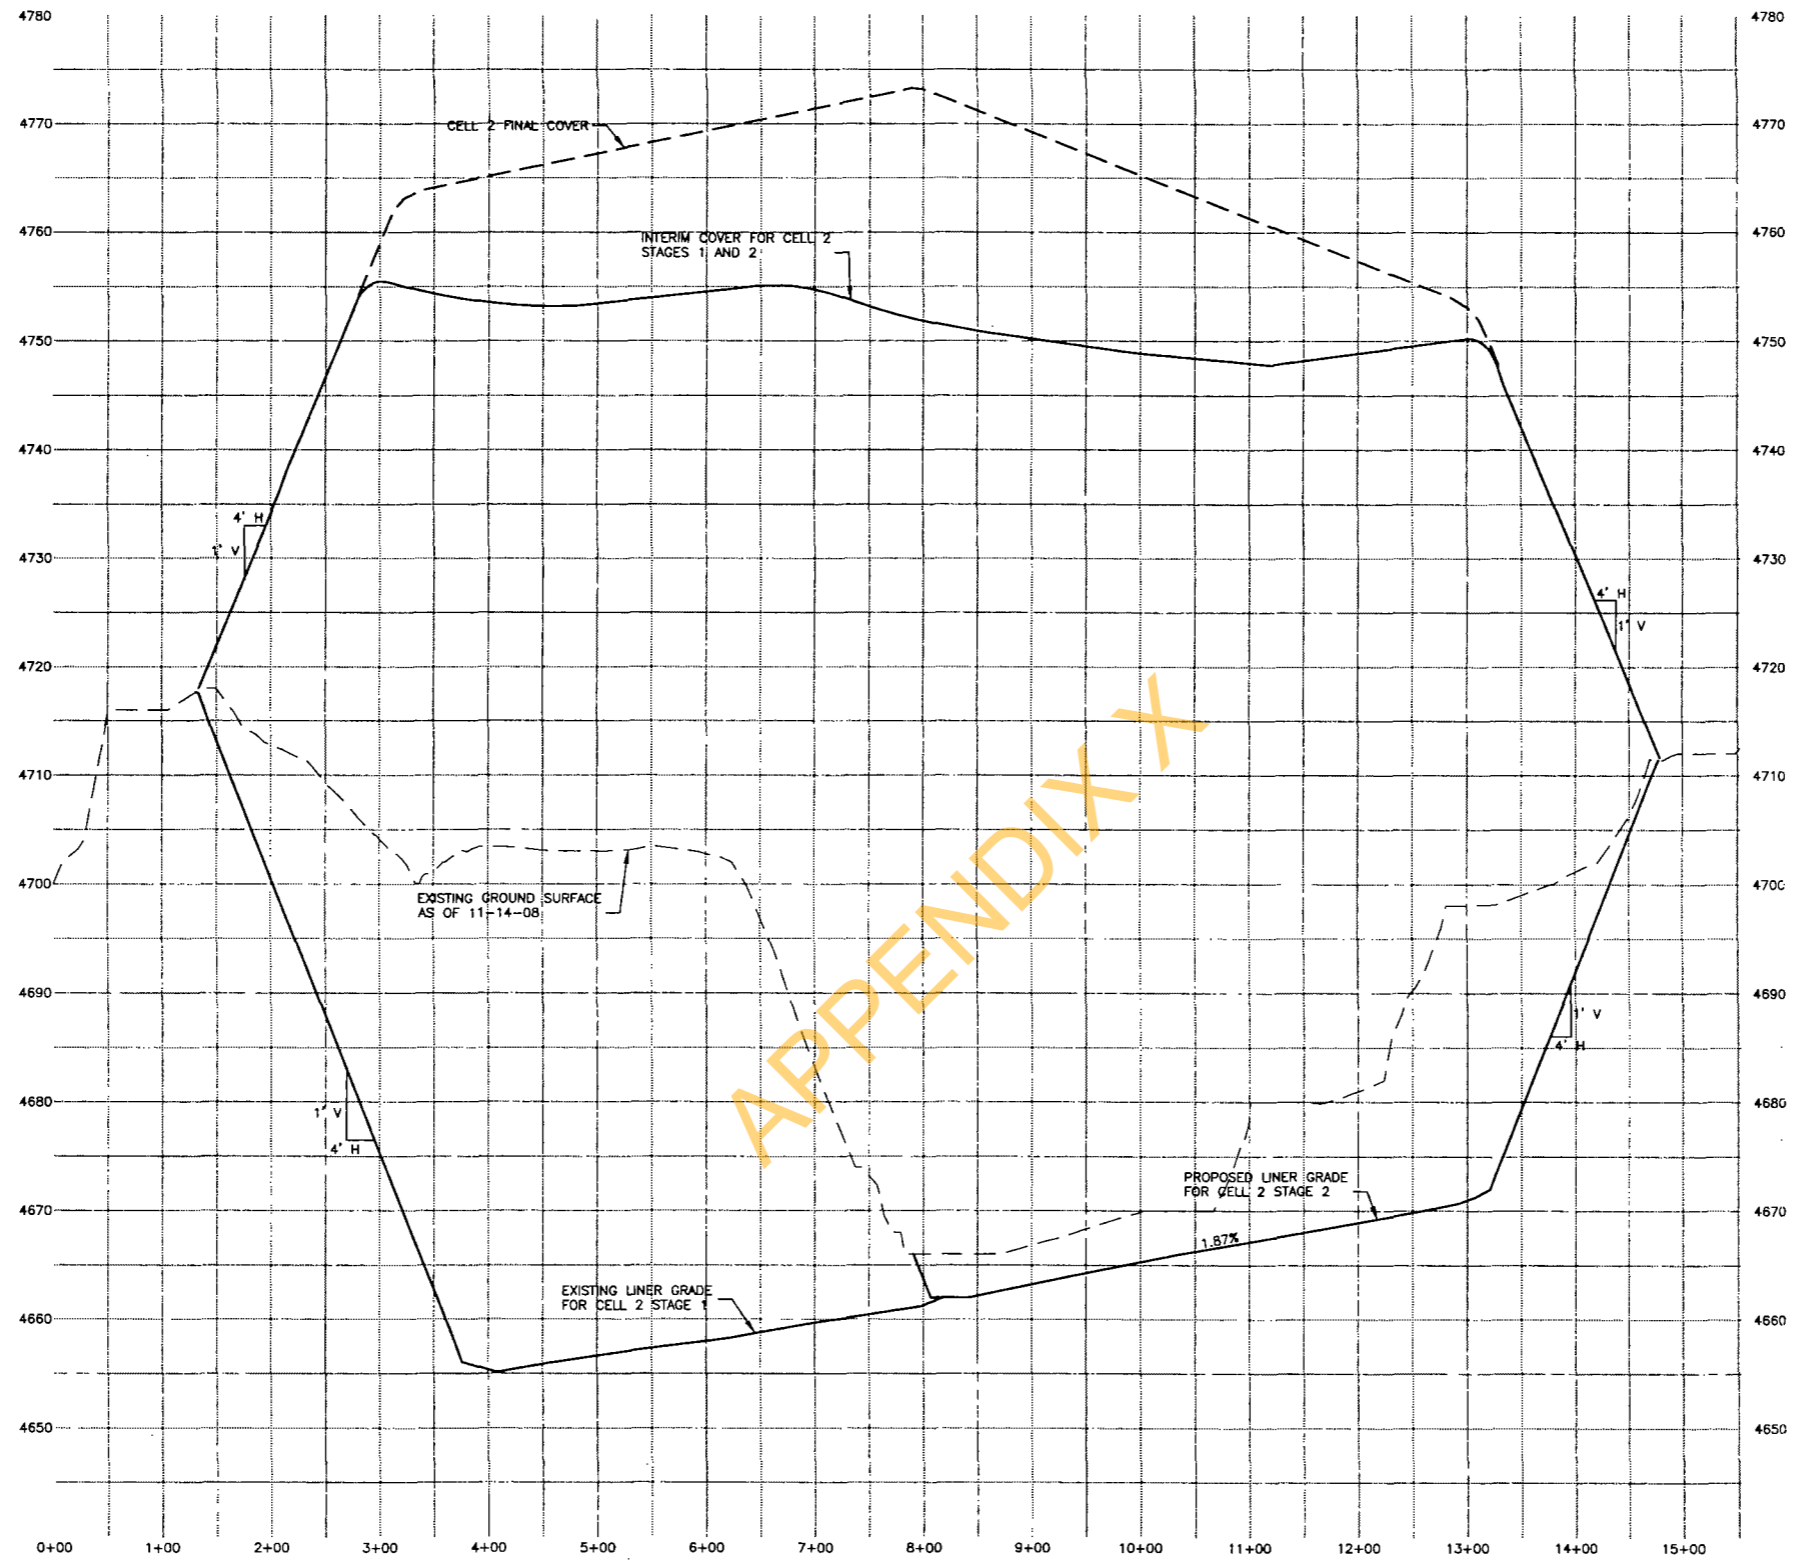 4780 4780
CELL 2 FINAL COVER
4770 4770
INTERIM COVER FOR CELL 2
STAGES 1 AND 2
4760 4760
4750 4750
4740 4740
4' H
1' V
4730 4730
4' H
1' V
4720 4720
4710 4710
APPENDIX X
4700 4700
EXISTING GROUND SURFACE
AS OF 11-14-08
4690 4690
1' V
4' H
4680 4680
1' V
4' H
PROPOSED LINER GRADE
FOR CELL 2 STAGE 2
4670 4670
1.87%
EXISTING LINER GRADE
FOR CELL 2 STAGE 1
4660 4660
4650 4650
0+00 1+00 2+00 3+00 4+00 5+00 6+00 7+00 8+00 9+00 10+00 11+00 12+00 13+00 14+00 15+00